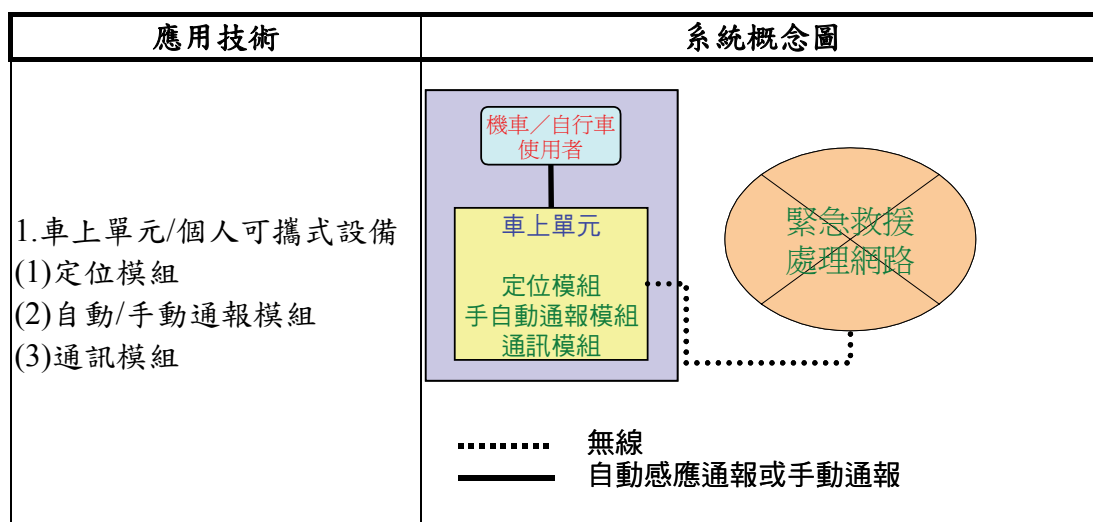 應用技術
系統概念圖
1.車上單元/個人可攜式設備
(1)定位模組
(2)自動/手動通報模組
(3)通訊模組
機車／自行車
使用者
車上單元
定位模組
手自動通報模組
通訊模組
緊急救援
處理網路
無線
自動感應通報或手動通報